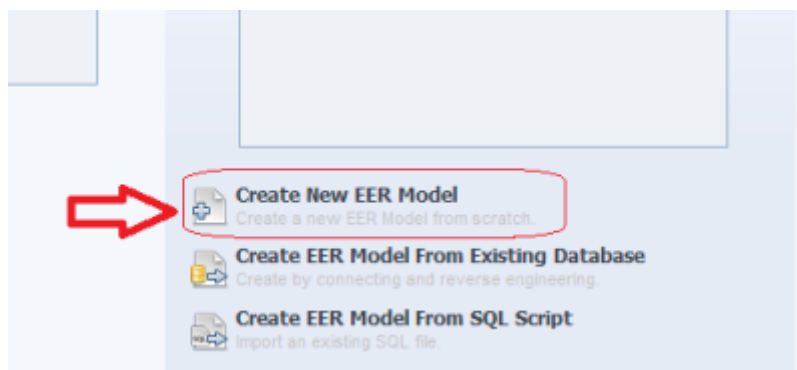 Create New EER Model
Create a new EER Model from scratch.
Create EER Model From Existing Database
Create by connecting and reverse engineering.
Create EER Model From SQL Script
Import an existing SQL file.